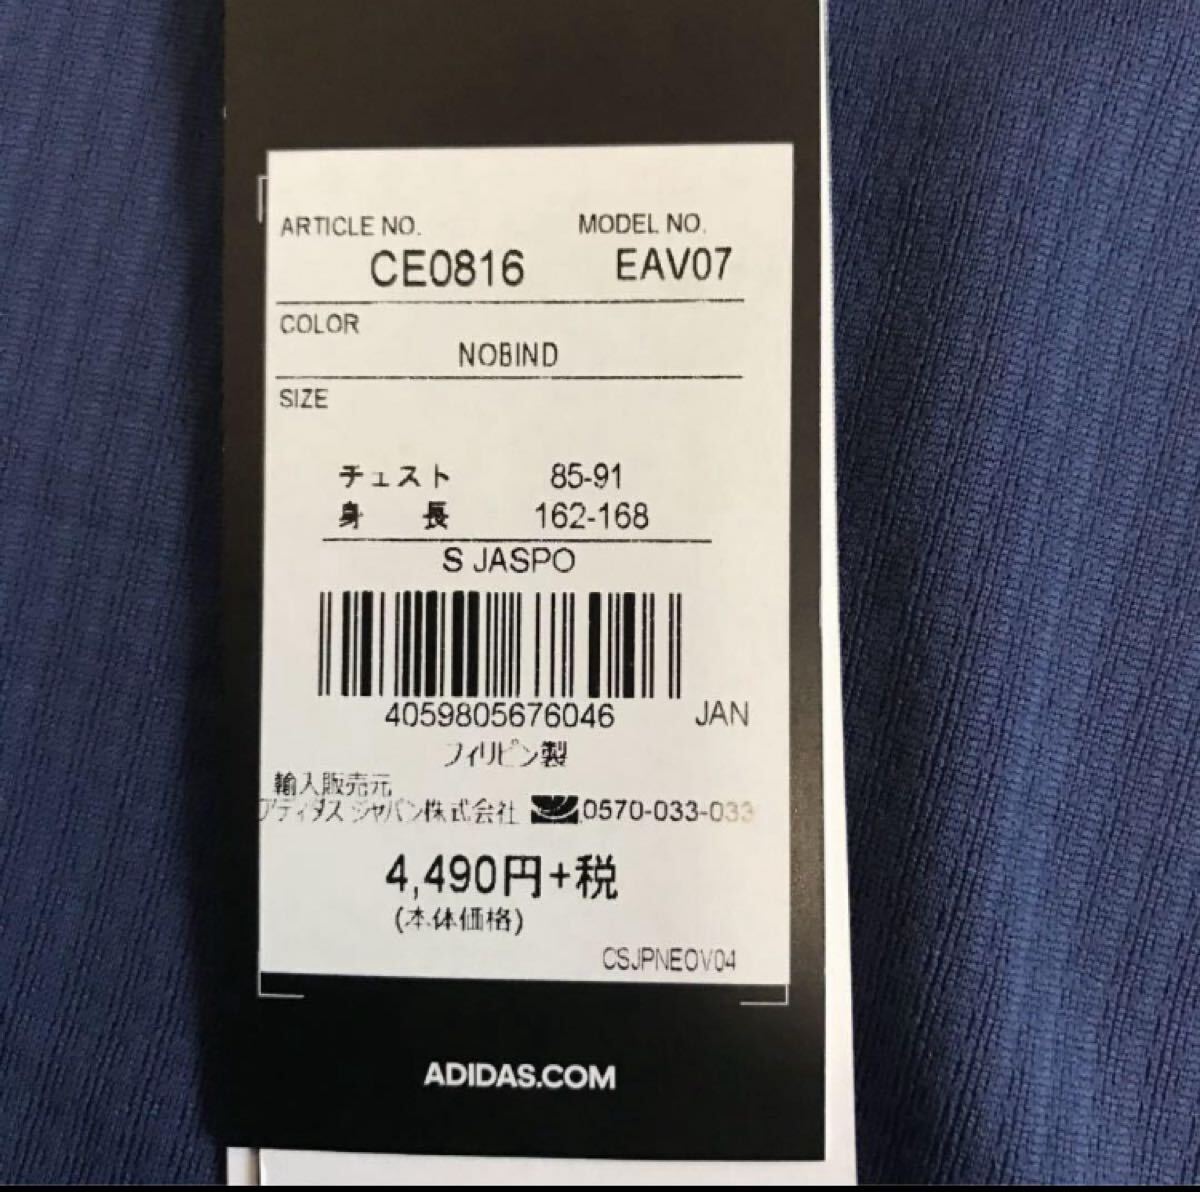 ARTICLE NO. MODEL NO.
CE0816 EAV07
COLOR
NOBIND
SIZE
チェスト 85-91
身 長 162-168
S JASPO
4059805676046 JAN
フィリピン製
輸入販売元
アディダス ジャパン株式会社 0570-033-033
4,490円+税
(本体価格)
CSJPNEOV04
ADIDAS.COM